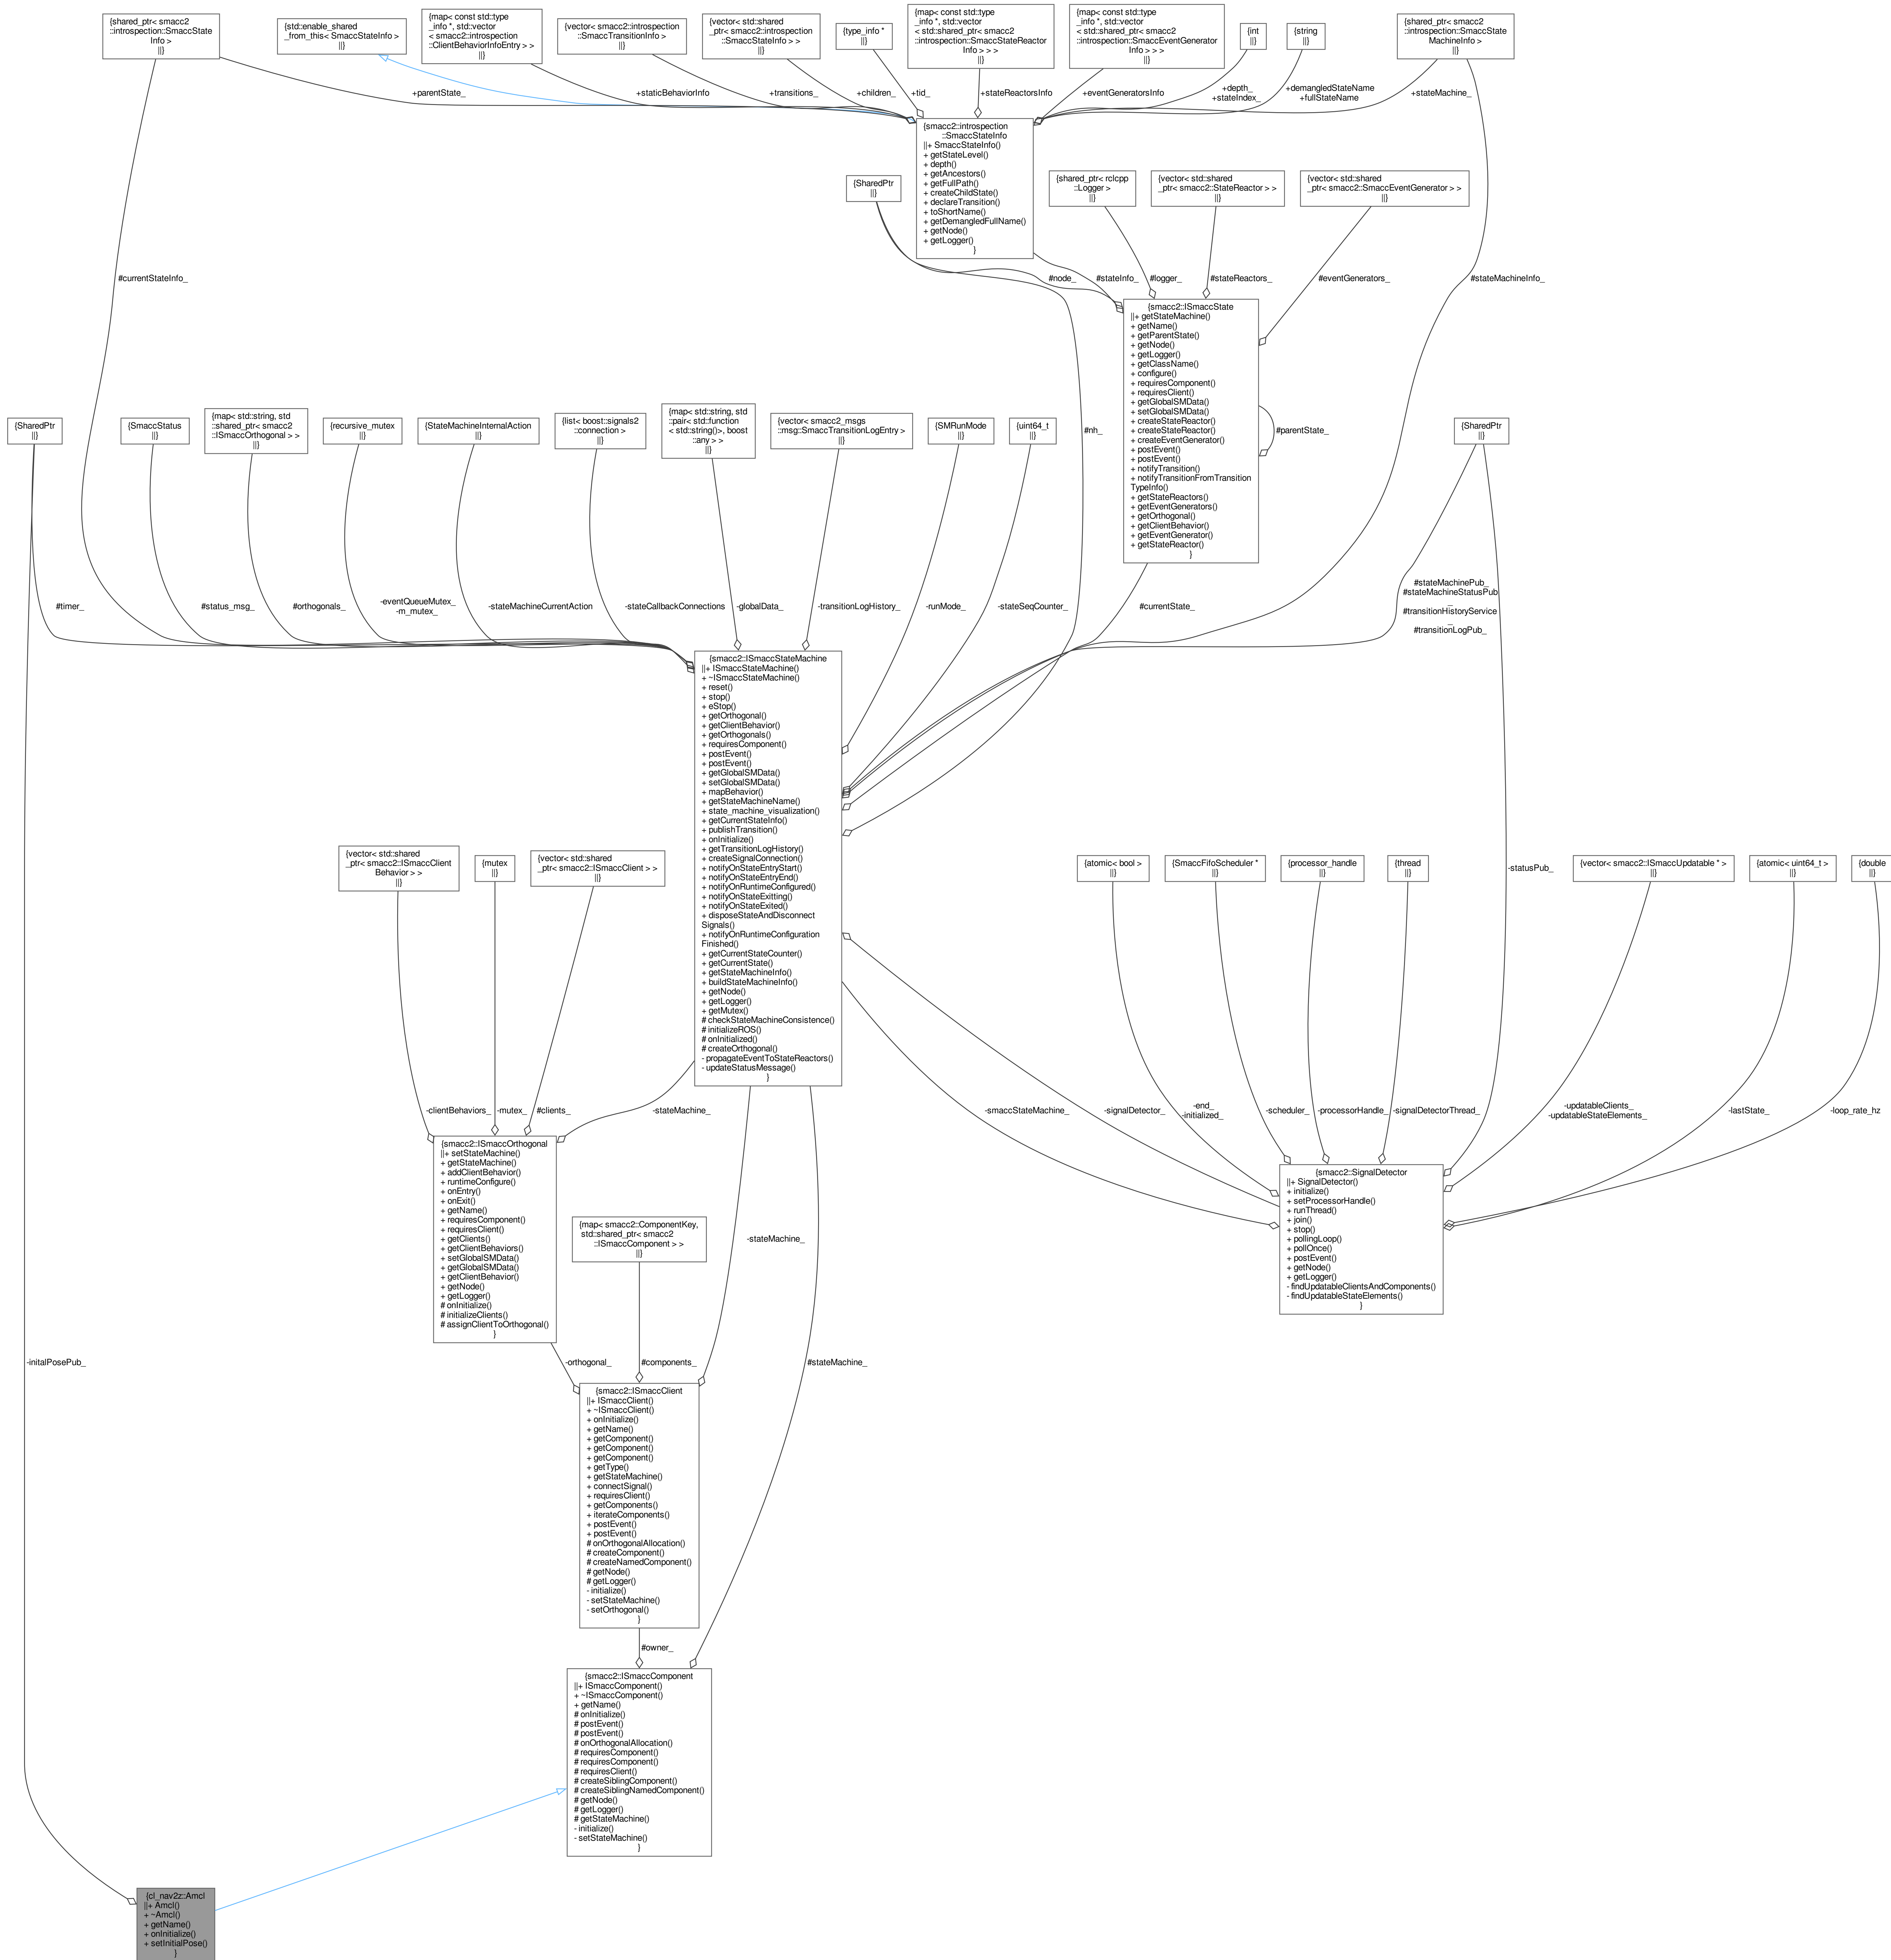 {shared_ptr< smacc2
::introspection::SmaccState
Info >
||}
{std::enable_shared
_from_this< SmaccStateInfo >
||}
{map< const std::type
_info *, std::vector
< smacc2::introspection
::ClientBehaviorInfoEntry > >
||}
{vector< smacc2::introspection
::SmaccTransitionInfo >
||}
{vector< std::shared
_ptr< smacc2::introspection
::SmaccStateInfo > >
||}
{type_info *
||}
{map< const std::type
_info *, std::vector
< std::shared_ptr< smacc2
::introspection::SmaccStateReactor
Info > > >
||}
{map< const std::type
_info *, std::vector
< std::shared_ptr< smacc2
::introspection::SmaccEventGenerator
Info > > >
||}
{int
||}
{string
||}
{shared_ptr< smacc2
::introspection::SmaccState
MachineInfo >
||}
+parentState_
+staticBehaviorInfo
+transitions_
+children_
+tid_
+stateReactorsInfo
+eventGeneratorsInfo
+depth_
+stateIndex_
+demangledStateName
+fullStateName
+stateMachine_
{smacc2::introspection
::SmaccStateInfo
||+ SmaccStateInfo()
+ getStateLevel()
+ depth()
+ getAncestors()
+ getFullPath()
+ createChildState()
+ declareTransition()
+ toShortName()
+ getDemangledFullName()
+ getNode()
+ getLogger()
}
{SharedPtr
||}
{shared_ptr< rclcpp
::Logger >
||}
{vector< std::shared
_ptr< smacc2::StateReactor > >
||}
{vector< std::shared
_ptr< smacc2::SmaccEventGenerator > >
||}
#currentStateInfo_
#node_
#stateInfo_
#logger_
#stateReactors_
#eventGenerators_
#stateMachineInfo_
{smacc2::ISmaccState
||+ getStateMachine()
+ getName()
+ getParentState()
+ getNode()
+ getLogger()
+ getClassName()
+ configure()
+ requiresComponent()
+ requiresClient()
+ getGlobalSMData()
+ setGlobalSMData()
+ createStateReactor()
+ createStateReactor()
+ createEventGenerator()
+ postEvent()
+ postEvent()
+ notifyTransition()
+ notifyTransitionFromTransition
TypeInfo()
+ getStateReactors()
+ getEventGenerators()
+ getOrthogonal()
+ getClientBehavior()
+ getEventGenerator()
+ getStateReactor()
}
#parentState_
{SharedPtr
||}
{SmaccStatus
||}
{map< std::string, std
::shared_ptr< smacc2
::ISmaccOrthogonal > >
||}
{recursive_mutex
||}
{StateMachineInternalAction
||}
{list< boost::signals2
::connection >
||}
{map< std::string, std
::pair< std::function
< std::string()>, boost
::any > >
||}
{vector< smacc2_msgs
::msg::SmaccTransitionLogEntry >
||}
{SMRunMode
||}
{uint64_t
||}
#nh_
{SharedPtr
||}
#timer_
#status_msg_
#orthogonals_
-eventQueueMutex_
-m_mutex_
-stateMachineCurrentAction
-stateCallbackConnections
-globalData_
-transitionLogHistory_
-runMode_
-stateSeqCounter_
#currentState_
#stateMachinePub_
#stateMachineStatusPub
_
#transitionHistoryService
_
#transitionLogPub_
{smacc2::ISmaccStateMachine
||+ ISmaccStateMachine()
+ ~ISmaccStateMachine()
+ reset()
+ stop()
+ eStop()
+ getOrthogonal()
+ getClientBehavior()
+ getOrthogonals()
+ requiresComponent()
+ postEvent()
+ postEvent()
+ getGlobalSMData()
+ setGlobalSMData()
+ mapBehavior()
+ getStateMachineName()
+ state_machine_visualization()
+ getCurrentStateInfo()
+ publishTransition()
+ onInitialize()
+ getTransitionLogHistory()
+ createSignalConnection()
+ notifyOnStateEntryStart()
+ notifyOnStateEntryEnd()
+ notifyOnRuntimeConfigured()
+ notifyOnStateExitting()
+ notifyOnStateExited()
+ disposeStateAndDisconnect
Signals()
+ notifyOnRuntimeConfiguration
Finished()
+ getCurrentStateCounter()
+ getCurrentState()
+ getStateMachineInfo()
+ buildStateMachineInfo()
+ getNode()
+ getLogger()
+ getMutex()
# checkStateMachineConsistence()
# initializeROS()
# onInitialized()
# createOrthogonal()
- propagateEventToStateReactors()
- updateStatusMessage()
}
{vector< std::shared
_ptr< smacc2::ISmaccClient
Behavior > >
||}
{mutex
||}
{vector< std::shared
_ptr< smacc2::ISmaccClient > >
||}
{atomic< bool >
||}
{SmaccFifoScheduler *
||}
{processor_handle
||}
{thread
||}
-statusPub_
{vector< smacc2::ISmaccUpdatable * >
||}
{atomic< uint64_t >
||}
{double
||}
-clientBehaviors_
-mutex_
#clients_
-stateMachine_
-smaccStateMachine_
-signalDetector_
-end_
-initialized_
-scheduler_
-processorHandle_
-signalDetectorThread_
-updatableClients_
-updatableStateElements_
-lastState_
-loop_rate_hz
{smacc2::ISmaccOrthogonal
||+ setStateMachine()
+ getStateMachine()
+ addClientBehavior()
+ runtimeConfigure()
+ onEntry()
+ onExit()
+ getName()
+ requiresComponent()
+ requiresClient()
+ getClients()
+ getClientBehaviors()
+ setGlobalSMData()
+ getGlobalSMData()
+ getClientBehavior()
+ getNode()
+ getLogger()
# onInitialize()
# initializeClients()
# assignClientToOrthogonal()
}
{smacc2::SignalDetector
||+ SignalDetector()
+ initialize()
+ setProcessorHandle()
+ runThread()
+ join()
+ stop()
+ pollingLoop()
+ pollOnce()
+ postEvent()
+ getNode()
+ getLogger()
- findUpdatableClientsAndComponents()
- findUpdatableStateElements()
}
{map< smacc2::ComponentKey,
std::shared_ptr< smacc2
::ISmaccComponent > >
||}
-stateMachine_
-initalPosePub_
-orthogonal_
#components_
#stateMachine_
{smacc2::ISmaccClient
||+ ISmaccClient()
+ ~ISmaccClient()
+ onInitialize()
+ getName()
+ getComponent()
+ getComponent()
+ getComponent()
+ getType()
+ getStateMachine()
+ connectSignal()
+ requiresClient()
+ getComponents()
+ iterateComponents()
+ postEvent()
+ postEvent()
# onOrthogonalAllocation()
# createComponent()
# createNamedComponent()
# getNode()
# getLogger()
- initialize()
- setStateMachine()
- setOrthogonal()
}
#owner_
{smacc2::ISmaccComponent
||+ ISmaccComponent()
+ ~ISmaccComponent()
+ getName()
# onInitialize()
# postEvent()
# postEvent()
# onOrthogonalAllocation()
# requiresComponent()
# requiresComponent()
# requiresClient()
# createSiblingComponent()
# createSiblingNamedComponent()
# getNode()
# getLogger()
# getStateMachine()
- initialize()
- setStateMachine()
}
{cl_nav2z::Amcl
||+ Amcl()
+ ~Amcl()
+ getName()
+ onInitialize()
+ setInitialPose()
}